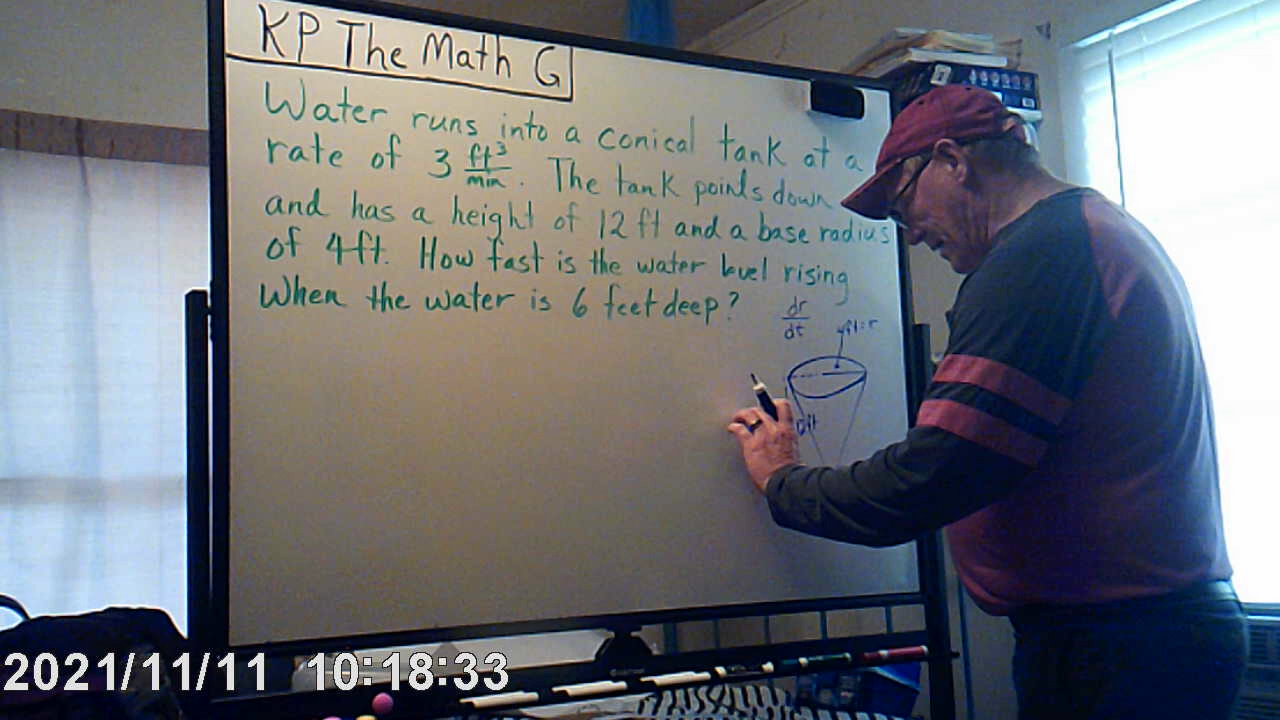 KP The Math G
Water runs into a conical tank at a
rate of 3 ft³/min. The tank points down
and has a height of 12 ft and a base radius
of 4ft. How fast is the water level rising
When the water is 6 feet deep?
dr/dt
4ft=r
12ft
2021/11/11 10:18:33